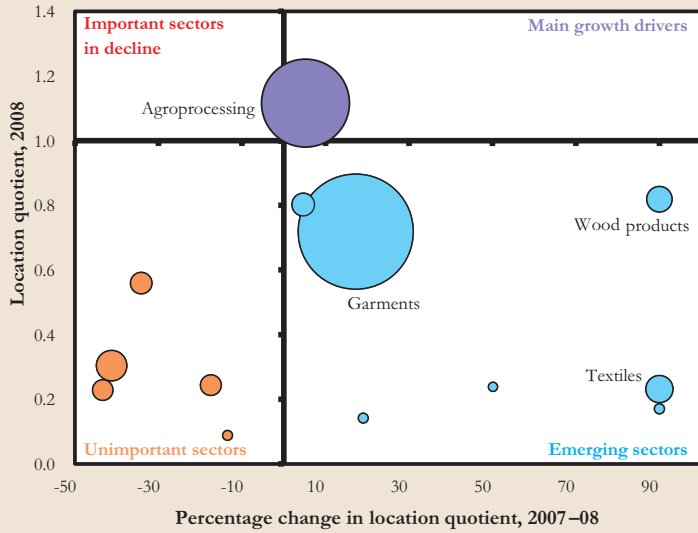 1.4
1.2
1.0
0.8
0.6
0.4
0.2
0.0
Location quotient, 2008
Important sectors
in decline
Main growth drivers
Agroprocessing
Wood products
Garments
Textiles
Unimportant sectors
Emerging sectors
-50 -30 -10 10 30 50 70 90
Percentage change in location quotient, 2007–08